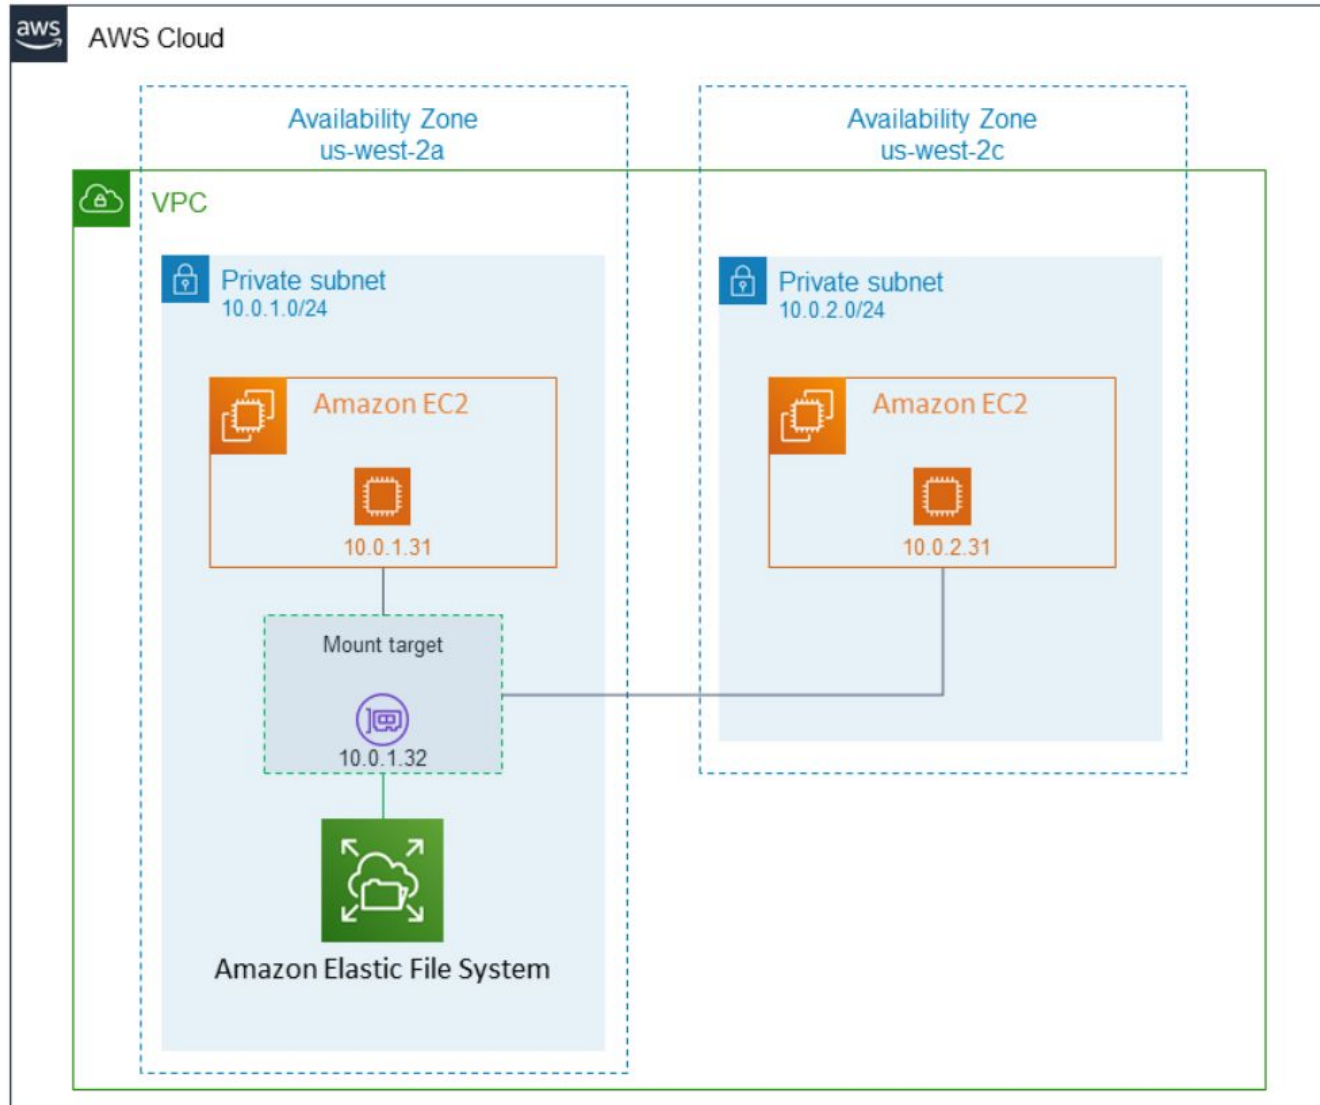 aws
AWS Cloud
Availability Zone
us-west-2a
Availability Zone
us-west-2c
VPC
Private subnet
10.0.1.0/24
Private subnet
10.0.2.0/24
Amazon EC2
10.0.1.31
Amazon EC2
10.0.2.31
Mount target
10.0.1.32
Amazon Elastic File System